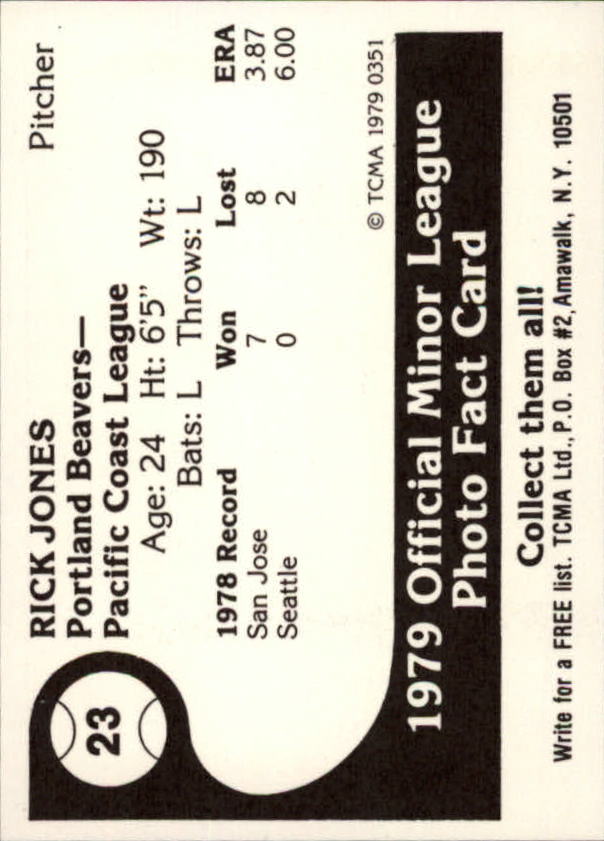 23
RICK JONES Pitcher
Portland Beavers—
Pacific Coast League
Age: 24 Ht: 6'5" Wt: 190
Bats: L Throws: L
1978 Record Won Lost ERA
San Jose 7 8 3.87
Seattle 0 2 6.00
© TCMA 1979 0351
1979 Official Minor League
Photo Fact Card
Collect them all!
Write for a FREE list. TCMA Ltd., P.O. Box #2, Amawalk, N.Y. 10501